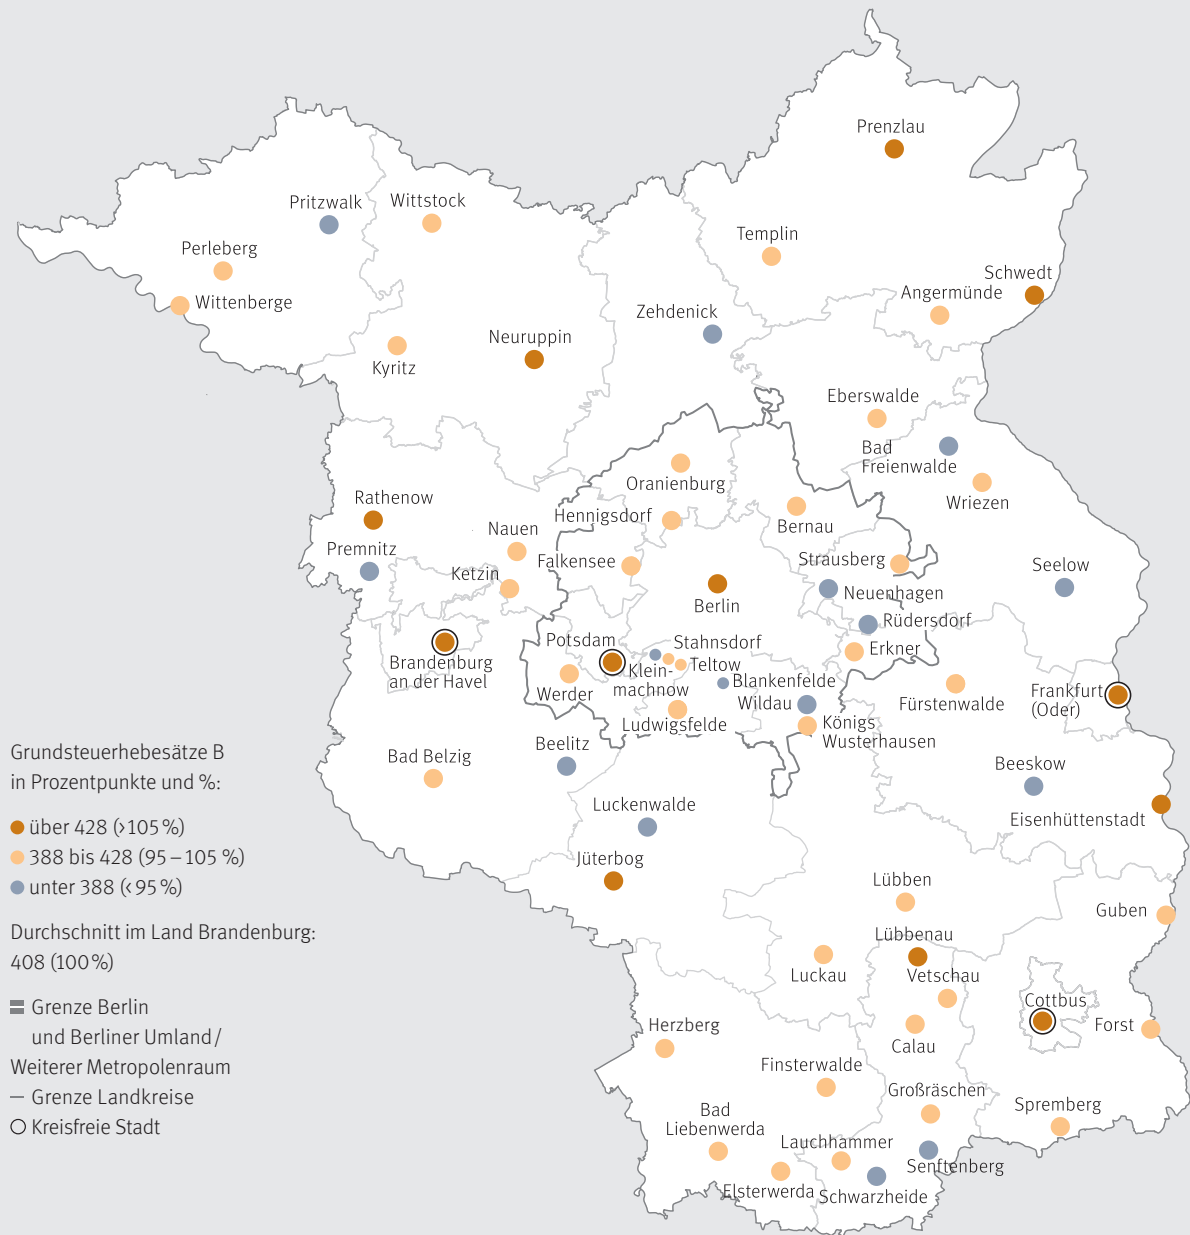 Prenzlau
Pritzwalk
Wittstock
Templin
Perleberg
Schwedt
Angermünde
Wittenberge
Zehdenick
Neuruppin
Kyritz
Eberswalde
Bad
Freienwalde
Oranienburg
Wriezen
Rathenow
Hennigsdorf
Bernau
Nauen
Premnitz
Falkensee
Strausberg
Ketzin
Seelow
Neuenhagen
Berlin
Rüdersdorf
Potsdam
Stahnsdorf
Erkner
Brandenburg
an der Havel
Klein-
machnow
Teltow
Blankenfelde
Werder
Wildau
Fürstenwalde
Frankfurt
(Oder)
Ludwigsfelde
Königs
Wusterhausen
Beelitz
Bad Belzig
Beeskow
Luckenwalde
Eisenhüttenstadt
Jüterbog
Lübben
Guben
Lübbenau
Luckau
Vetschau
Cottbus
Herzberg
Forst
Calau
Finsterwalde
Großräschen
Spremberg
Bad
Liebenwerda
Lauchhammer
Senftenberg
Elsterwerda
Schwarzheide
Grundsteuerhebesätze B
in Prozentpunkte und %:
über 428 (>105 %)
388 bis 428 (95 – 105 %)
unter 388 (<95 %)
Durchschnitt im Land Brandenburg:
408 (100 %)
Grenze Berlin
und Berliner Umland/
Weiterer Metropolenraum
Grenze Landkreise
Kreisfreie Stadt